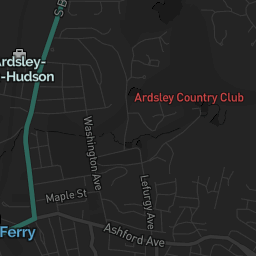 S B
Ardsley-
-Hudson
Ardsley Country Club
Washington Ave
Lefurgy Ave
Maple St
Ashford Ave
Ferry